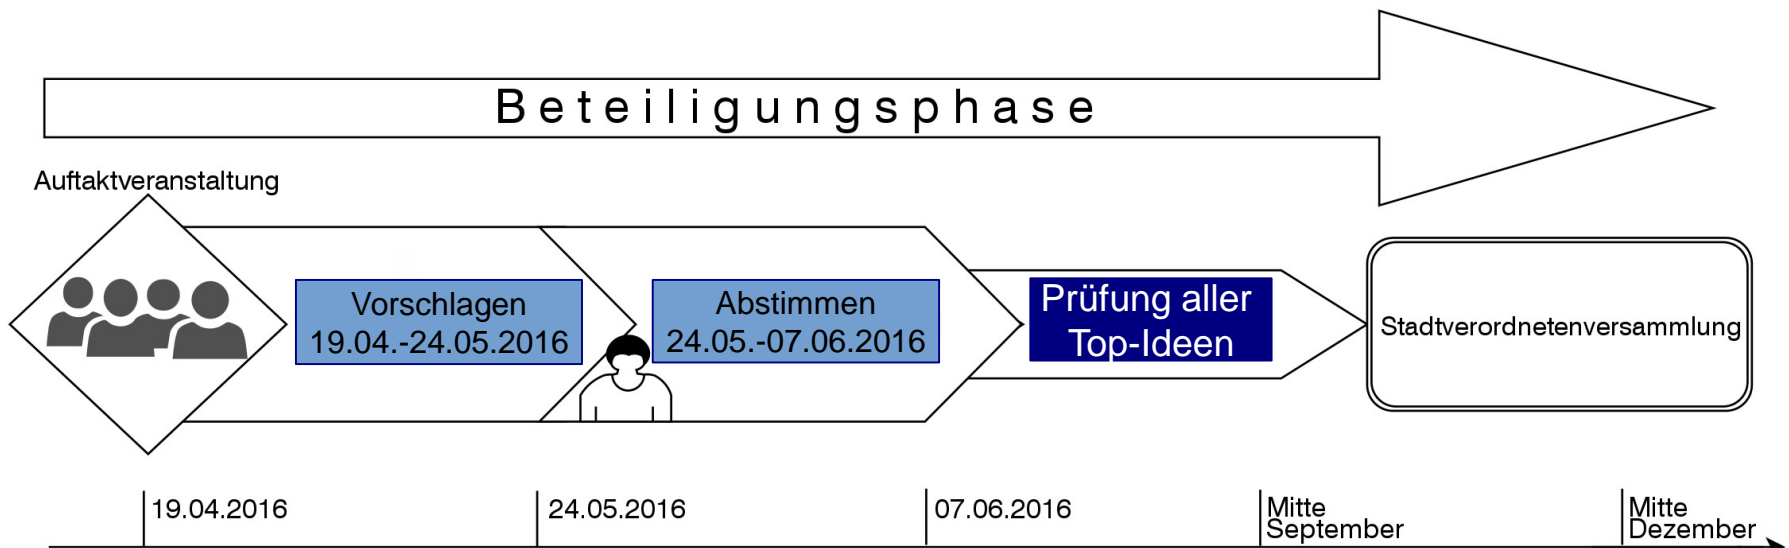 Beteiligungsphase
Auftaktveranstaltung
Vorschlagen
19.04.-24.05.2016
Abstimmen
24.05.-07.06.2016
Prüfung aller
Top-Ideen
Stadtverordnetenversammlung
19.04.2016
24.05.2016
07.06.2016
Mitte
September
Mitte
Dezember